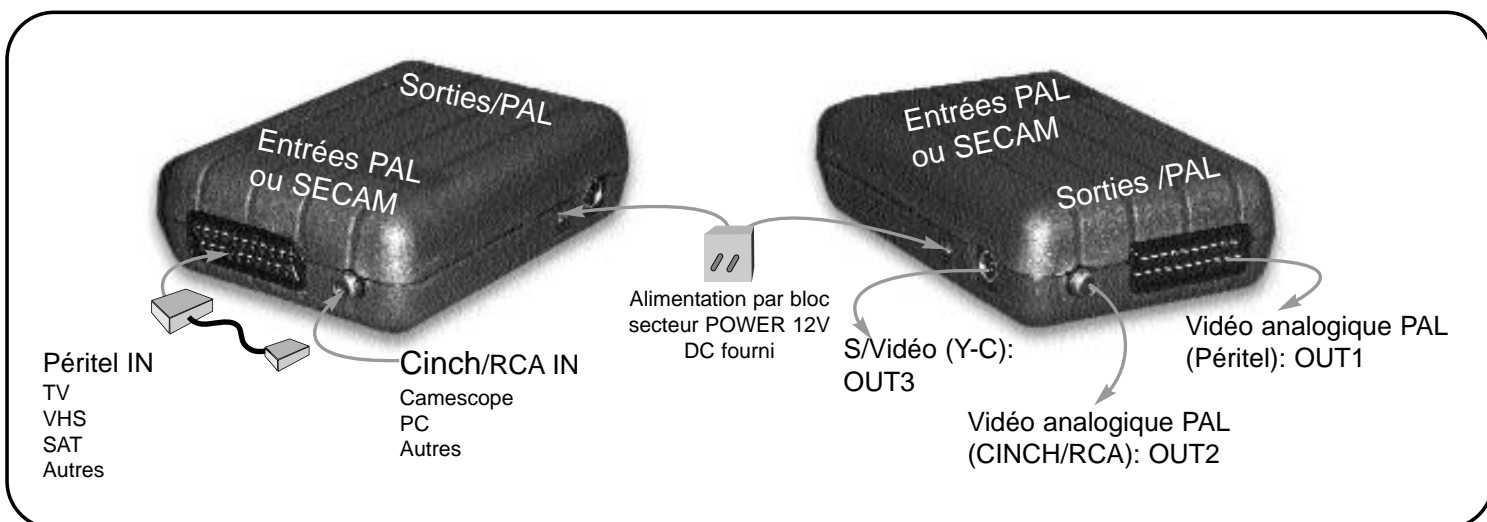 Sorties/PAL
Entrées PAL
ou SECAM
Entrées PAL
ou SECAM
Sorties /PAL
Péritel IN
TV
VHS
SAT
Autres
Cinch/RCA IN
Camescope
PC
Autres
Alimentation par bloc
secteur POWER 12V
DC fourni
S/Vidéo (Y-C):
OUT3
Vidéo analogique PAL
(CINCH/RCA): OUT2
Vidéo analogique PAL
(Péritel): OUT1